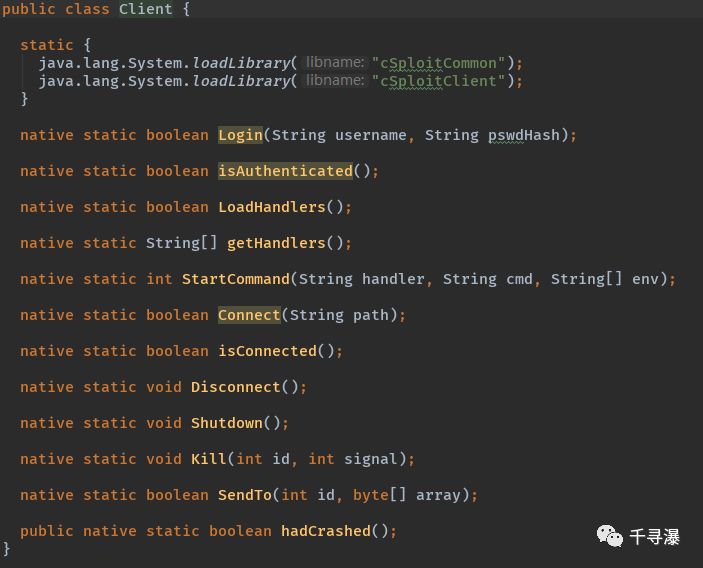 public class Client {
static {
java.lang.System.loadLibrary( libname: "cSploitCommon");
java.lang.System.loadLibrary( libname: "cSploitClient");
}
native static boolean Login(String username, String pswdHash);
native static boolean isAuthenticated();
native static boolean LoadHandlers();
native static String[] getHandlers();
native static int StartCommand(String handler, String cmd, String[] env);
native static boolean Connect(String path);
native static boolean isConnected();
native static void Disconnect();
native static void Shutdown();
native static void Kill(int id, int signal);
native static boolean SendTo(int id, byte[] array);
public native static boolean hadCrashed();
}
千寻瀑